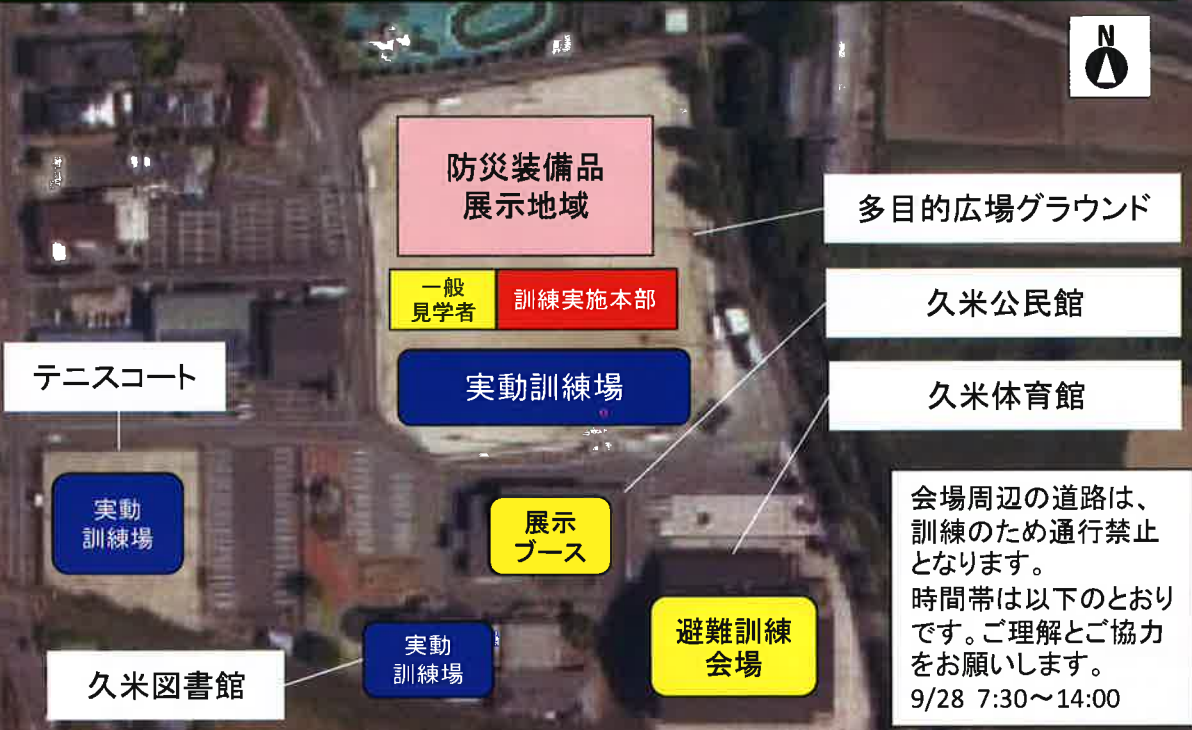 N
防災装備品
展示地域
多目的広場グラウンド
一般
見学者
訓練実施本部
久米公民館
テニスコート
実動訓練場
久米体育館
実動
訓練場
展示
ブース
会場周辺の道路は、
訓練のため通行禁止
となります。
時間帯は以下のとおり
です。ご理解とご協力
をお願いします。
9/28 7:30～14:00
避難訓練
会場
実動
訓練場
久米図書館